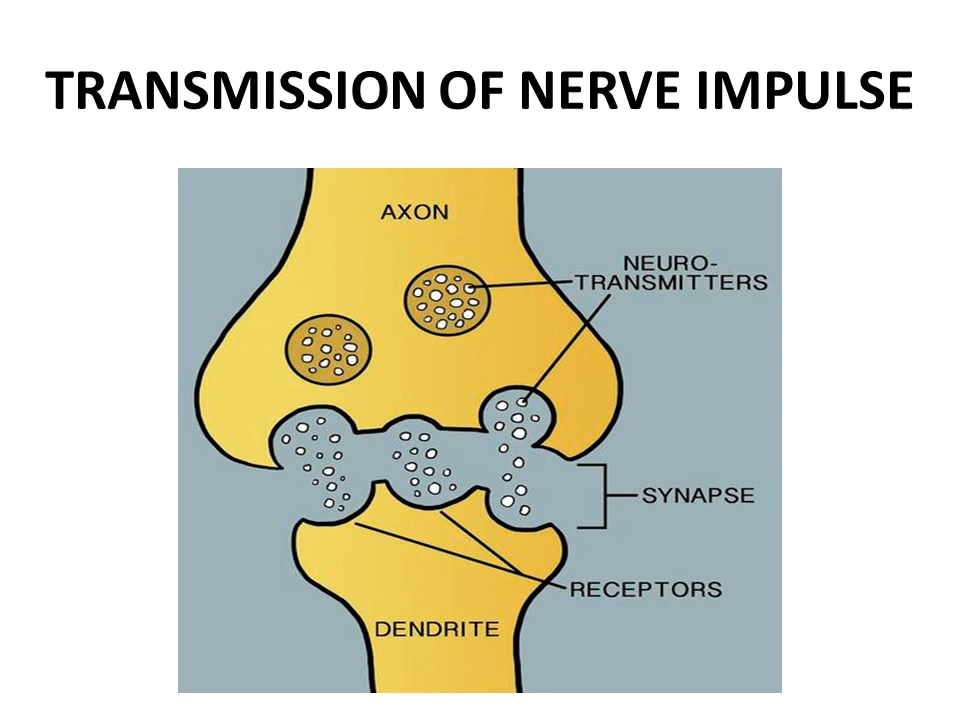 TRANSMISSION OF NERVE IMPULSE
AXON
NEURO-
TRANSMITTERS
SYNAPSE
RECEPTORS
DENDRITE